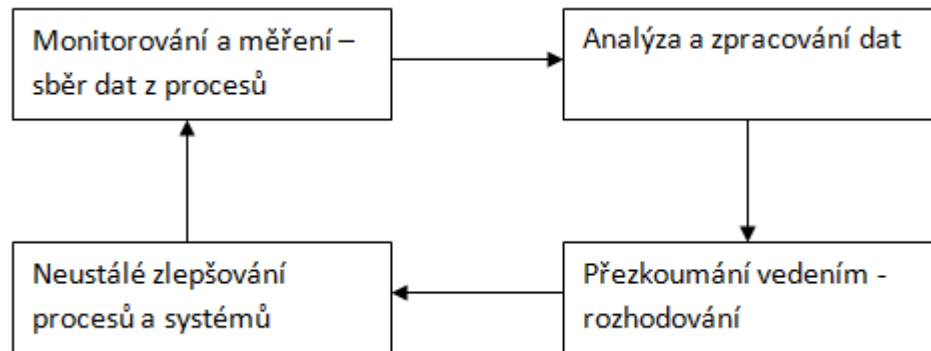 Monitorování a měření –
sběr dat z procesů
Analýza a zpracování dat
Neustálé zlepšování
procesů a systémů
Přezkoumání vedením -
rozhodování